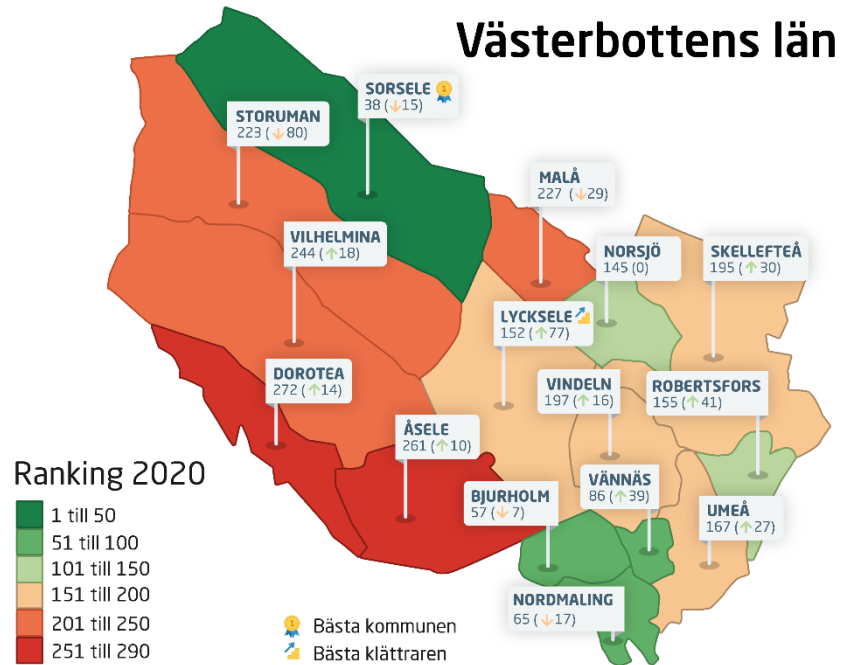 Västerbottens län
SORSELE
38 (↓15)
STORUMAN
223 (↓80)
MALÅ
227 (↓29)
VILHELMINA
244 (↑18)
NORSJÖ
145 (0)
SKELLEFTEÅ
195 (↑30)
LYCKSELE
152 (↑77)
DOROTEA
272 (↑14)
VINDELN
197 (↑16)
ROBERTSFORS
155 (↑41)
ÅSELE
261 (↑10)
BJURHOLM
57 (↓7)
VÄNNÄS
86 (↑39)
UMEÅ
167 (↑27)
NORDMALING
65 (↓17)
Ranking 2020
1 till 50
51 till 100
101 till 150
151 till 200
201 till 250
251 till 290
Bästa kommunen
Bästa klättraren